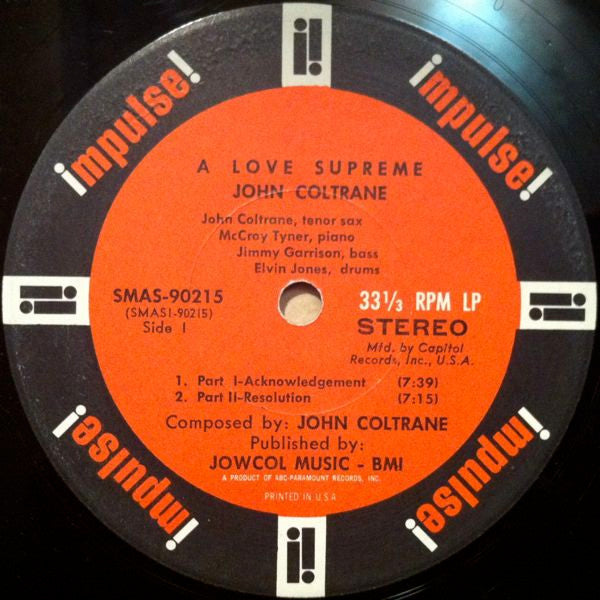 impulse!
impulse!
A LOVE SUPREME
JOHN COLTRANE
John Coltrane, tenor sax
McCroy Tyner, piano
Jimmy Garrison, bass
Elvin Jones, drums
SMAS-90215
(SMAS1-90215)
Side 1
33 1/3 RPM LP
STEREO
Mfd. by Capitol
Records, Inc., U.S.A.
1. Part I-Acknowledgement (7:39)
2. Part II-Resolution (7:15)
Composed by: JOHN COLTRANE
Published by:
JOWCOL MUSIC - BMI
A PRODUCT OF ABC-PARAMOUNT RECORDS, INC.
PRINTED IN U.S.A
impulse!
impulse!